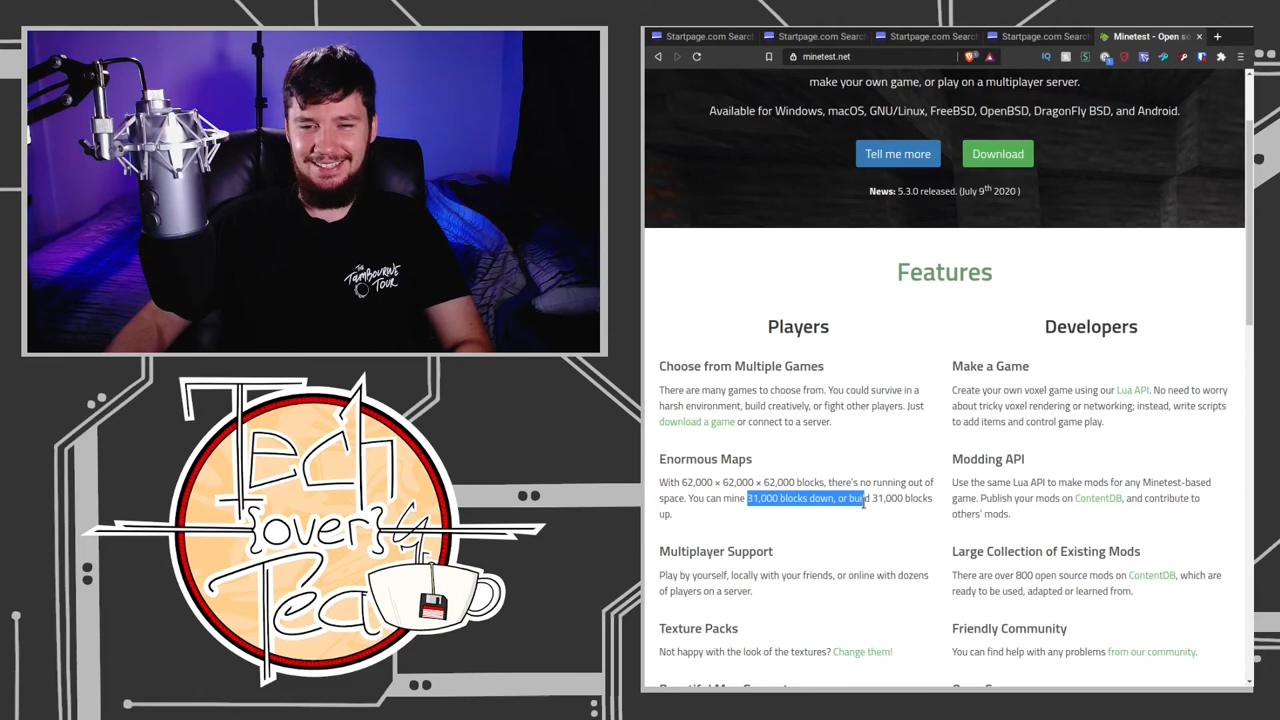 THE
TAMBOURINE
TOUR
Tech
{over}
Tea
Startpage.com Searc
Startpage.com Searc
Startpage.com Searc
Startpage.com Searc
Minetest - Open so
minetest.net
make your own game, or play on a multiplayer server.
Available for Windows, macOS, GNU/Linux, FreeBSD, OpenBSD, DragonFly BSD, and Android.
Tell me more
Download
News: 5.3.0 released. (July 9th 2020 )
Features
Players
Choose from Multiple Games
There are many games to choose from. You could survive in a
harsh environment, build creatively, or fight other players. Just
download a game or connect to a server.
Enormous Maps
With 62,000 × 62,000 × 62,000 blocks, there's no running out of
space. You can mine 31,000 blocks down, or build 31,000 blocks
up.
Multiplayer Support
Play by yourself, locally with your friends, or online with dozens
of players on a server.
Texture Packs
Not happy with the look of the textures? Change them!
Developers
Make a Game
Create your own voxel game using our Lua API. No need to worry
about tricky voxel rendering or networking; instead, write scripts
to add items and control game play.
Modding API
Use the same Lua API to make mods for any Minetest-based
game. Publish your mods on ContentDB, and contribute to
others' mods.
Large Collection of Existing Mods
There are over 800 open source mods on ContentDB, which are
ready to be used, adapted or learned from.
Friendly Community
You can find help with any problems from our community.